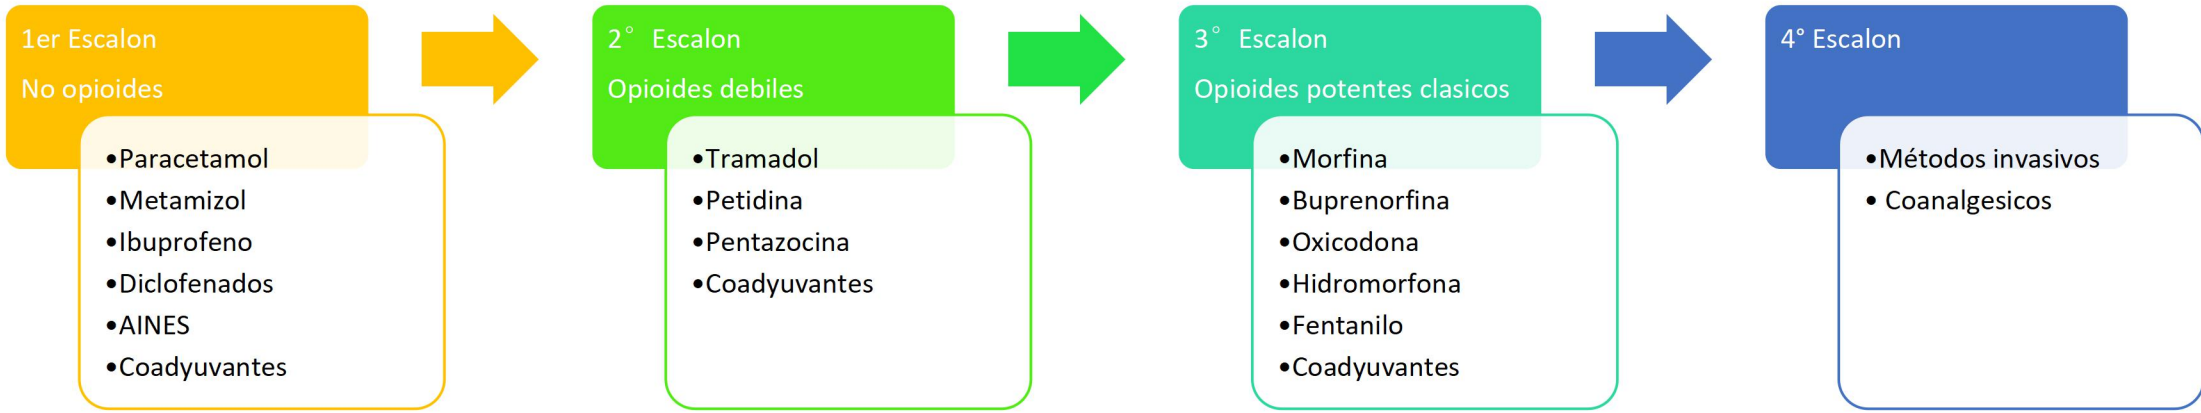 1er Escalon
No opioides
•Paracetamol
•Metamizol
•Ibuprofeno
•Diclofenados
•AINES
•Coadyuvantes
2° Escalon
Opioides debiles
•Tramadol
•Petidina
•Pentazocina
•Coadyuvantes
3° Escalon
Opioides potentes clasicos
•Morfina
•Buprenorfina
•Oxicodona
•Hidromorfona
•Fentanilo
•Coadyuvantes
4° Escalon
•Métodos invasivos
• Coanalgesicos